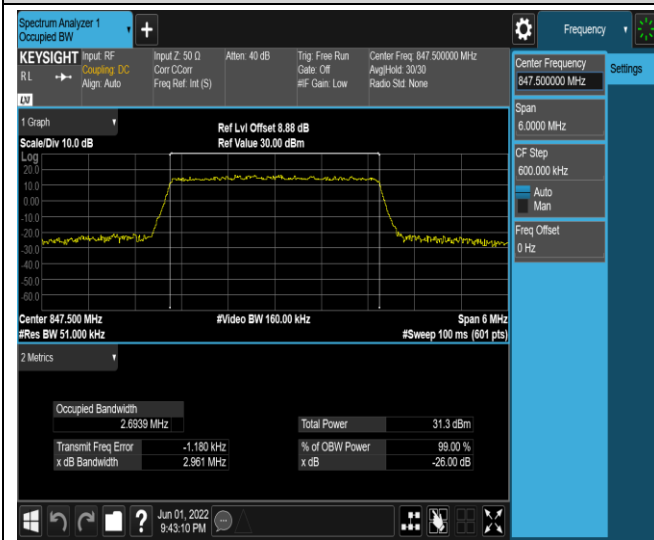 Spectrum Analyzer 1
Occupied BW
+
Frequency
KEYSIGHT
RL
LXI
Input: RF
Coupling: DC
Align: Auto
Input Z: 50 Ω
Corr CCorr
Freq Ref: Int (S)
Atten: 40 dB
Trig: Free Run
Gate: Off
#IF Gain: Low
Center Freq: 847.500000 MHz
Avg|Hold: 30/30
Radio Std: None
Center Frequency
847.500000 MHz
Settings
Span
6.0000 MHz
CF Step
600.000 kHz
Auto
Man
Freq Offset
0 Hz
1 Graph
Scale/Div 10.0 dB
Ref Lvl Offset 8.88 dB
Ref Value 30.00 dBm
Log
20.0
10.0
0.00
-10.0
-20.0
-30.0
-40.0
-50.0
-60.0
Center 847.500 MHz
#Video BW 160.00 kHz
Span 6 MHz
#Res BW 51.000 kHz
#Sweep 100 ms (601 pts)
2 Metrics
Occupied Bandwidth
2.6939 MHz
Total Power 31.3 dBm
Transmit Freq Error -1.180 kHz
% of OBW Power 99.00 %
x dB Bandwidth 2.961 MHz
x dB -26.00 dB
?
Jun 01, 2022
9:43:10 PM